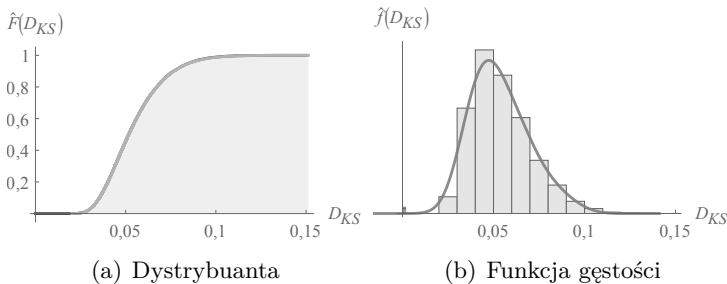 F̂(D_KS)
1
0,8
0,6
0,4
0,2
0,05
0,1
0,15
D_KS
(a) Dystrybuanta
f̂(D_KS)
0,05
0,1
0,15
D_KS
(b) Funkcja gęstości